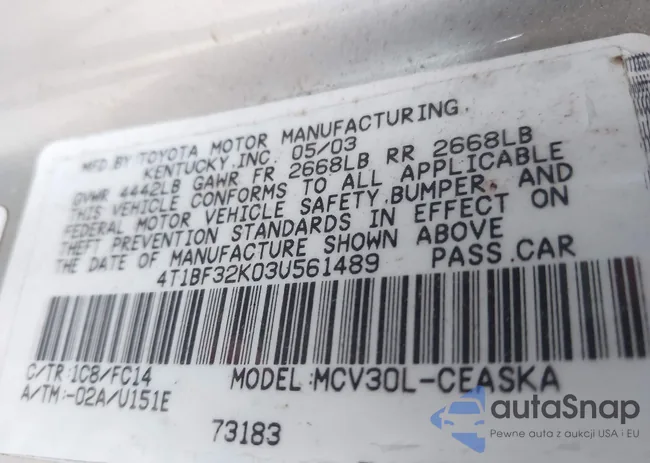 MFD.BY:TOYOTA MOTOR MANUFACTURING,
KENTUCKY,INC. 05/03
GVWR 4442LB GAWR FR 2668LB RR 2668LB
THIS VEHICLE CONFORMS TO ALL APPLICABLE
FEDERAL MOTOR VEHICLE SAFETY,BUMPER, AND
THEFT PREVENTION STANDARDS IN EFFECT ON
THE DATE OF MANUFACTURE SHOWN ABOVE
4T1BF32K03U561489 PASS.CAR
C/TR:1C8/FC14 MODEL:MCV30L-CEASKA
A/TM:-02A/U151E
73183
autaSnap
Pewne auta z aukcji USA i EU